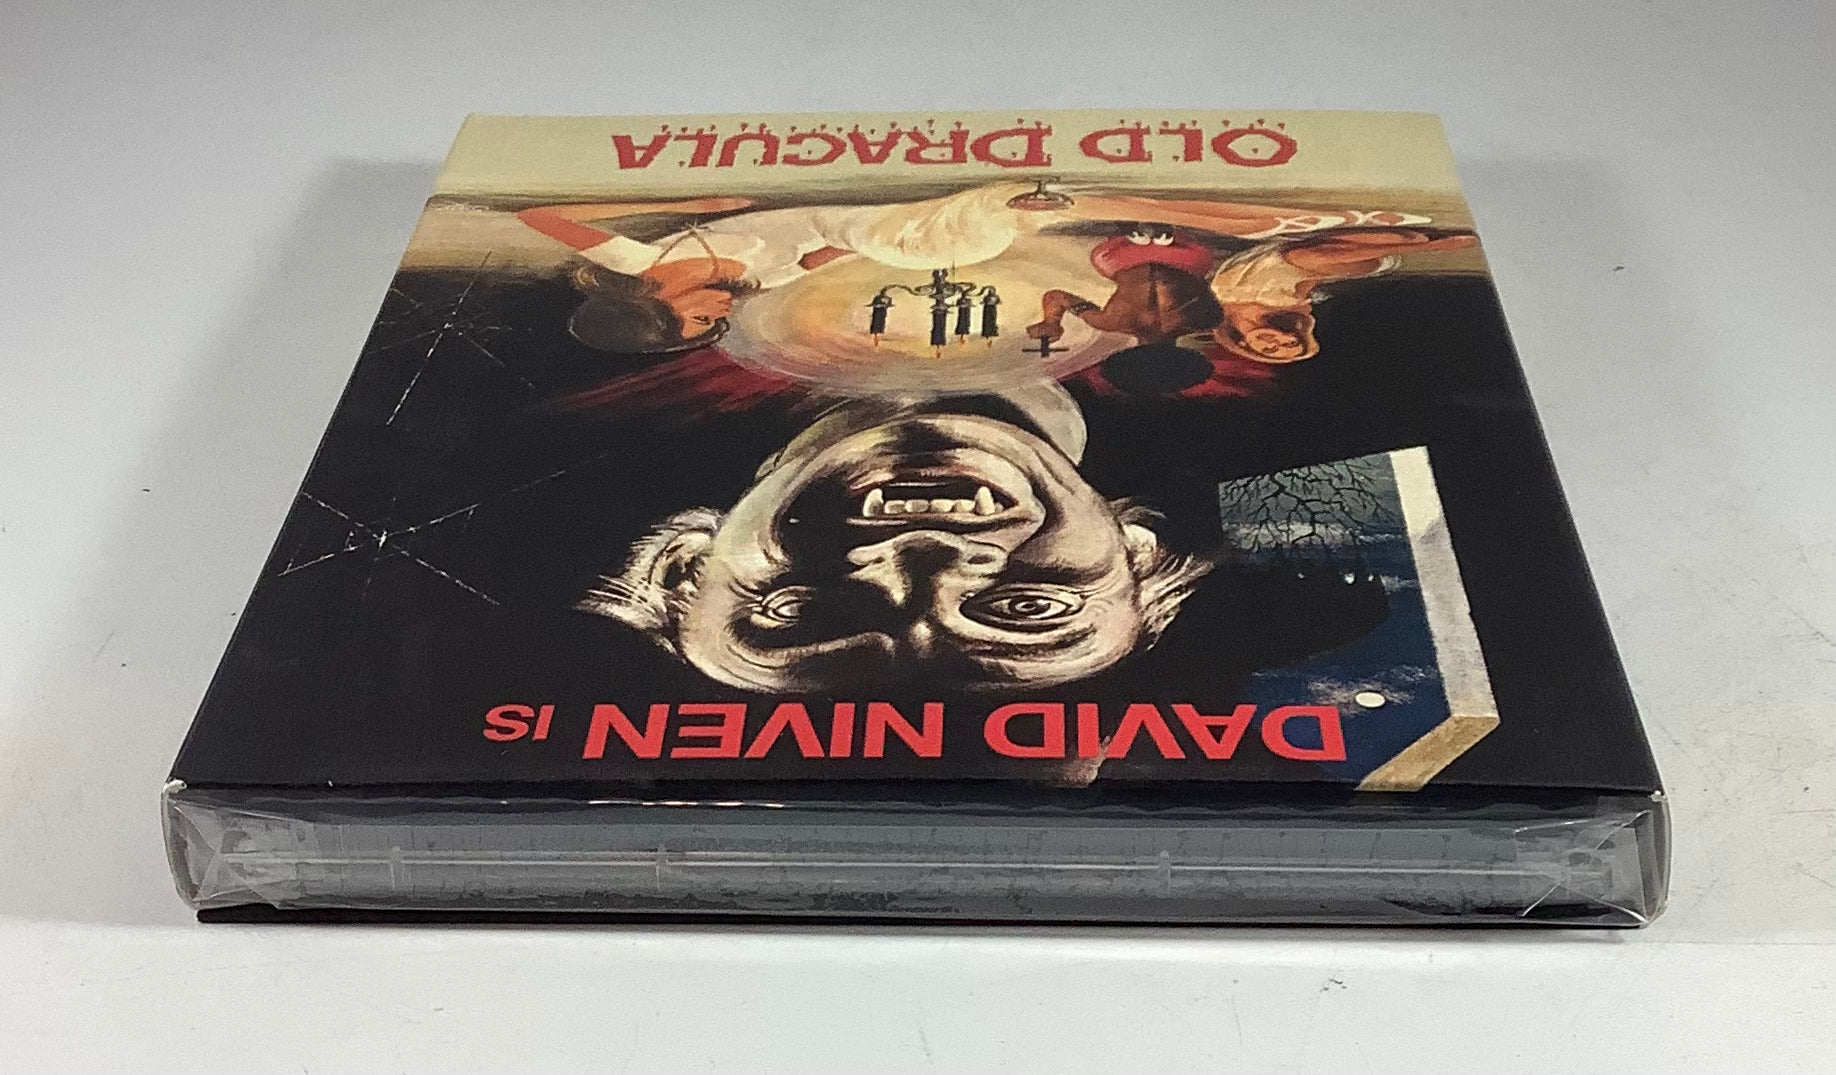 DAVID NIVEN IS
OLD DRACULA